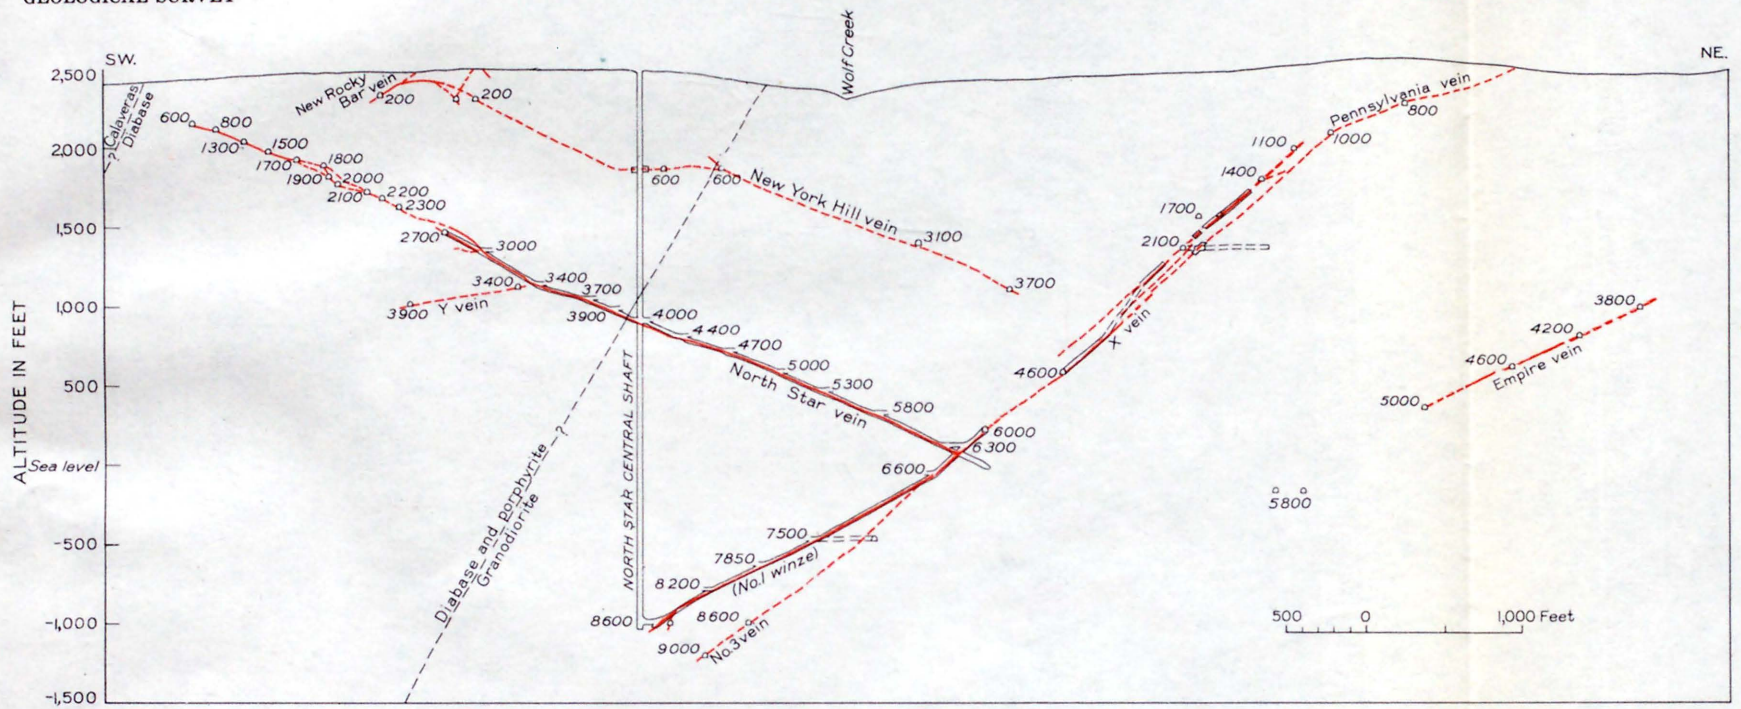 GEOLOGICAL SURVEY
SW.
NE.
Wolf Creek
ALTITUDE IN FEET
2,500
2,000
1,500
1,000
500
Sea level
-500
-1,000
-1,500
? Calaveras
Diabase
New Rocky
Bar vein
200
200
600
800
1300
1500
1700
1800
1900
2000
2100
2200
2300
2700
3000
3400
3400
3700
3900
Y vein
3900
4000
4400
4700
5000
5300
5800
North Star vein
6000
6300
6600
7500
7850
(No.1 winze)
8200
8600
8600
9000
No.3 vein
600
600
New York Hill vein
3100
3700
Diabase and porphyrite ?
Granodiorite
NORTH STAR CENTRAL SHAFT
Pennsylvania vein
800
1000
1100
1400
1700
2100
X vein
4600
3800
4200
4600
Empire vein
5000
5800
500 0 1,000 Feet